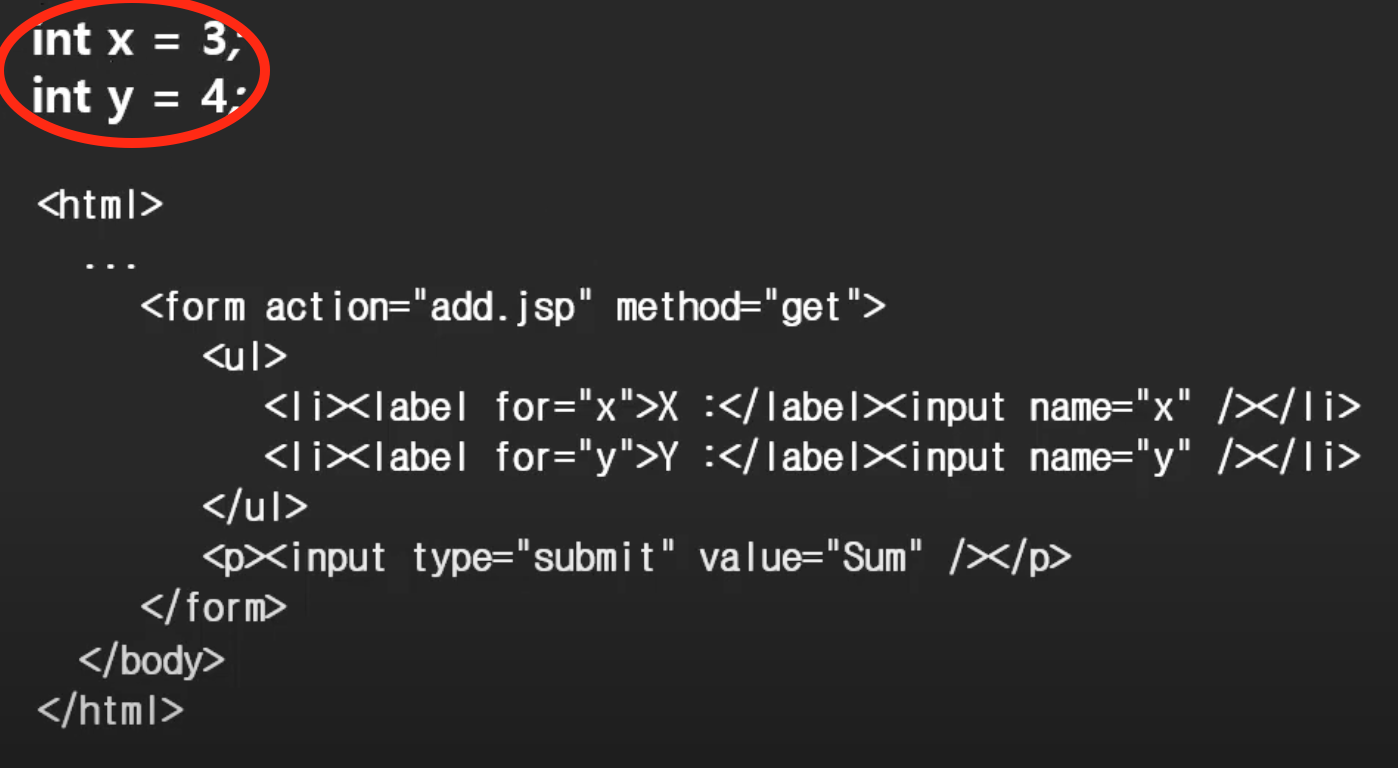 int x = 3;
int y = 4;
<html>
...
<form action="add.jsp" method="get">
<ul>
<li><label for="x">X :</label><input name="x" /></li>
<li><label for="y">Y :</label><input name="y" /></li>
</ul>
<p><input type="submit" value="Sum" /></p>
</form>
</body>
</html>